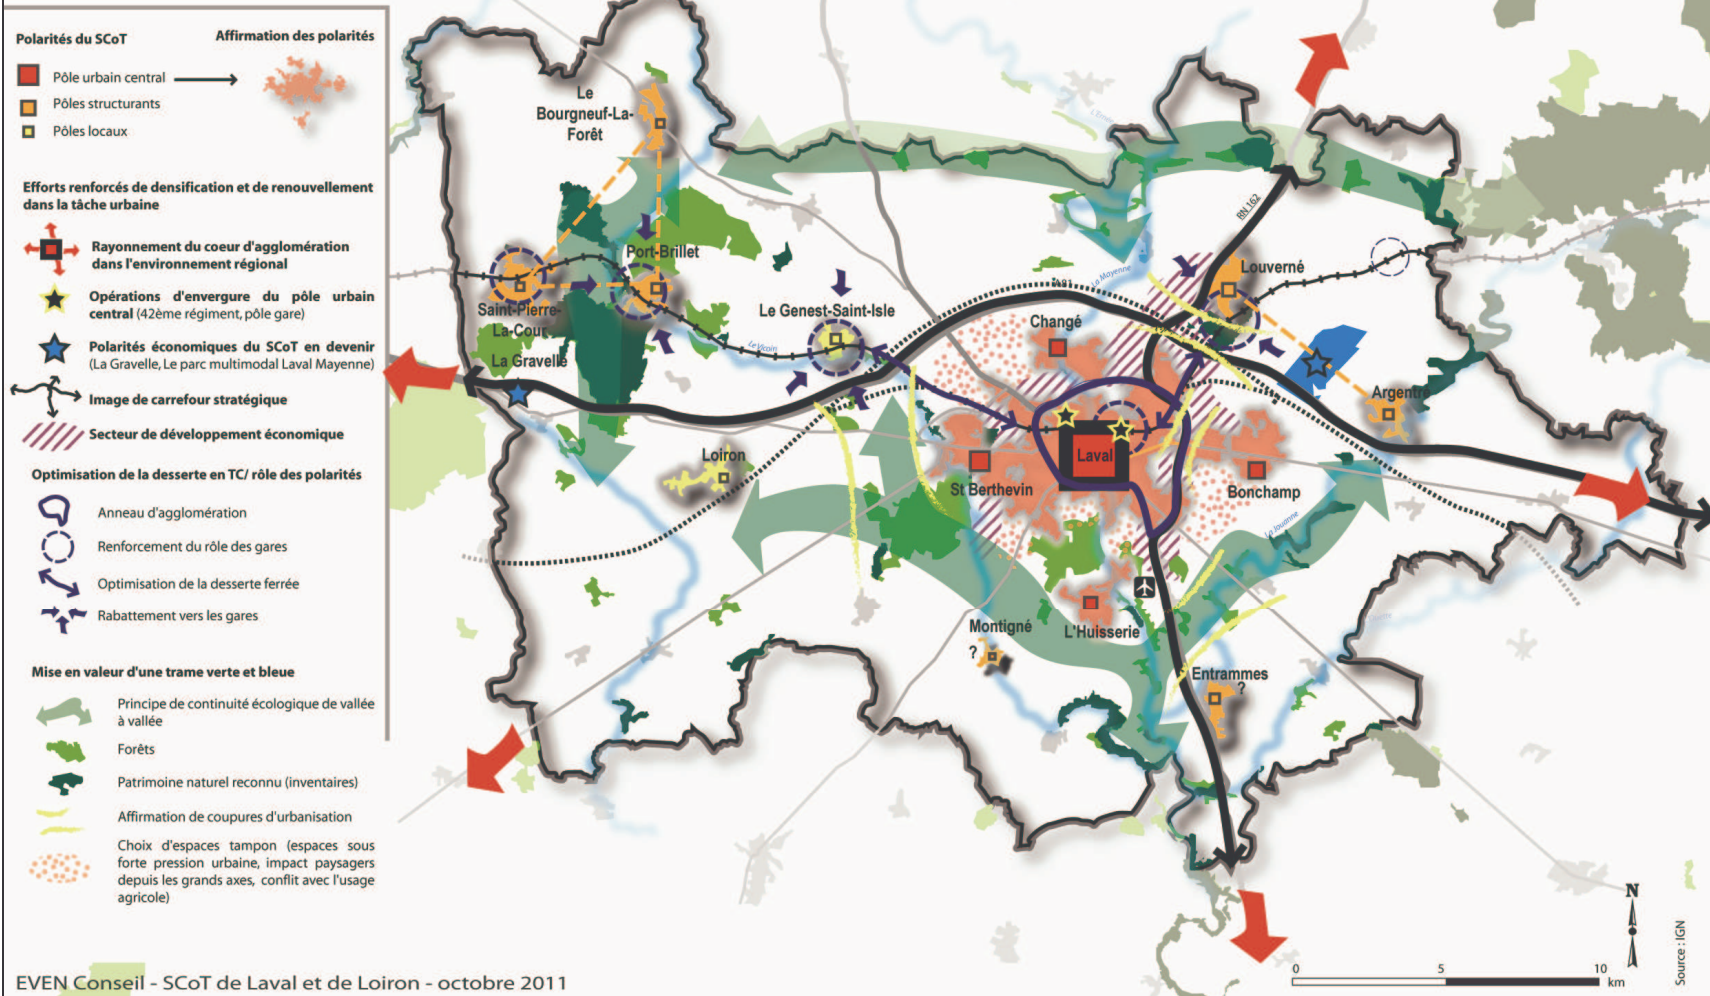 Polarités du SCoT
Affirmation des polarités
Pôle urbain central
Pôles structurants
Pôles locaux
Efforts renforcés de densification et de renouvellement
dans la tâche urbaine
Rayonnement du coeur d'agglomération
dans l'environnement régional
Opérations d'envergure du pôle urbain
central (42ème régiment, pôle gare)
Polarités économiques du SCoT en devenir
(La Gravelle, Le parc multimodal Laval Mayenne)
Image de carrefour stratégique
Secteur de développement économique
Optimisation de la desserte en TC/ rôle des polarités
Anneau d'agglomération
Renforcement du rôle des gares
Optimisation de la desserte ferrée
Rabattement vers les gares
Mise en valeur d'une trame verte et bleue
Principe de continuité écologique de vallée
à vallée
Forêts
Patrimoine naturel reconnu (inventaires)
Affirmation de coupures d'urbanisation
Choix d'espaces tampon (espaces sous
forte pression urbaine, impact paysagers
depuis les grands axes, conflit avec l'usage
agricole)
EVEN Conseil - SCoT de Laval et de Loiron - octobre 2011
Le
Bourgneuf-La-
Forêt
Port-Brillet
Saint-Pierre-
La-Cour
La Gravelle
Le Genest-Saint-Isle
Le Vicoin
Loiron
Changé
La Mayenne
RN 162
Louverné
Argentré
Laval
St Berthevin
Bonchamp
La Jouanne
L'Huisserie
Montigné
?
Entrammes
?
N
0
5
10
km
Source : IGN